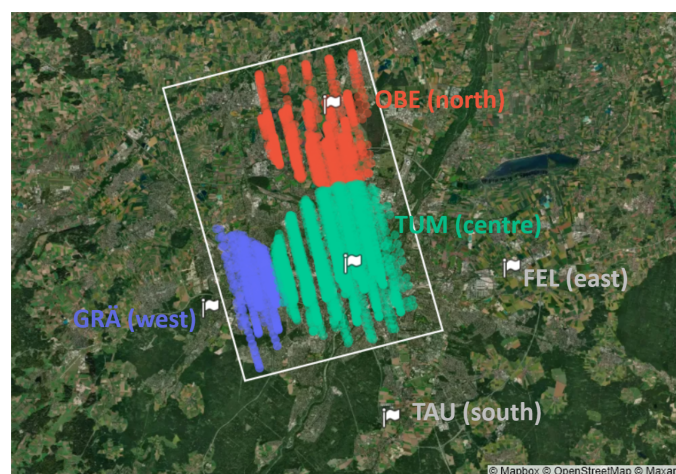 OBE (north)
TUM (centre)
FEL (east)
GRÄ (west)
TAU (south)
© Mapbox © OpenStreetMap © Maxar